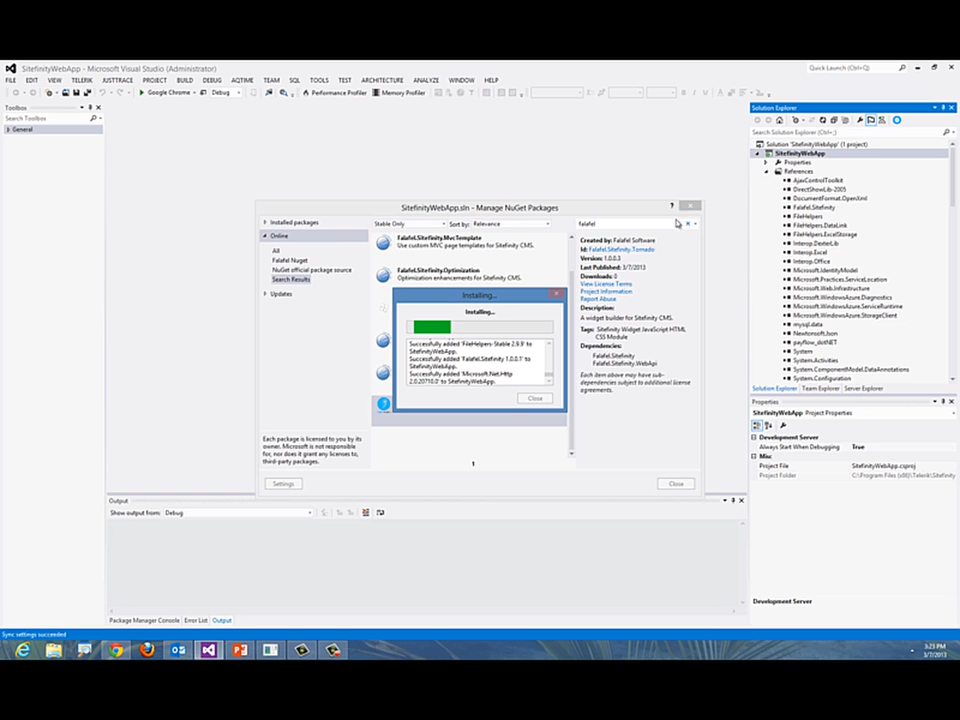 SitefinityWebApp - Microsoft Visual Studio (Administrator)
Quick Launch (Ctrl+Q)
FILE EDIT VIEW TELERIK JUSTTRACE PROJECT BUILD DEBUG AQTIME TEAM SQL TOOLS TEST ARCHITECTURE ANALYZE WINDOW HELP
Google Chrome Debug Performance Profiler Memory Profiler
Toolbox
Search Toolbox
General
SitefinityWebApp.sln - Manage NuGet Packages
Installed packages
Online
All
Falafel Nuget
NuGet official package source
Search Results
Updates
Each package is licensed to you by its
owner. Microsoft is not responsible
for, nor does it grant any licenses to,
third-party packages.
Settings
Stable Only
Sort by: Relevance
falafel
Falafel.Sitefinity.MvcTemplate
Use custom MVC page templates for Sitefinity CMS.
Falafel.Sitefinity.Optimization
Optimization enhancements for Sitefinity CMS.
Installing...
Installing...
Successfully added 'FileHelpers-Stable 2.9.9' to
SitefinityWebApp.
Successfully added 'Falafel.Sitefinity 1.0.0.1' to
SitefinityWebApp.
Successfully added 'Microsoft.Net.Http
2.0.20710.0' to SitefinityWebApp.
Close
1
Created by: Falafel Software
Id: Falafel.Sitefinity.Tornado
Version: 1.0.0.3
Last Published: 3/7/2013
Downloads: 0
View License Terms
Project Information
Report Abuse
Description:
A widget builder for Sitefinity CMS.
Tags: Sitefinity Widget JavaScript HTML
CSS Module
Dependencies:
Falafel.Sitefinity
Falafel.Sitefinity.WebApi
Each item above may have sub-
dependencies subject to additional license
agreements.
Close
Output
Show output from: Debug
Package Manager Console Error List Output
Solution Explorer
Search Solution Explorer (Ctrl+;)
Solution 'SitefinityWebApp' (1 project)
SitefinityWebApp
Properties
References
AjaxControlToolkit
DirectShowLib-2005
DocumentFormat.OpenXml
Falafel.Sitefinity
FileHelpers
FileHelpers.DataLink
FileHelpers.ExcelStorage
Interop.DexterLib
Interop.Excel
Interop.Office
Microsoft.IdentityModel
Microsoft.Practices.ServiceLocation
Microsoft.Web.Infrastructure
Microsoft.WindowsAzure.Diagnostics
Microsoft.WindowsAzure.ServiceRuntime
Microsoft.WindowsAzure.StorageClient
mysql.data
Newtonsoft.Json
payflow_dotNET
System
System.Activities
System.ComponentModel.DataAnnotations
System.Configuration
Solution Explorer Team Explorer Server Explorer
Properties
SitefinityWebApp Project Properties
Development Server
Always Start When Debugging True
Misc
Project File SitefinityWebApp.csproj
Project Folder C:\Program Files (x86)\Telerik\Sitefinity
Development Server
Sync settings succeeded
3:23 PM
3/7/2013